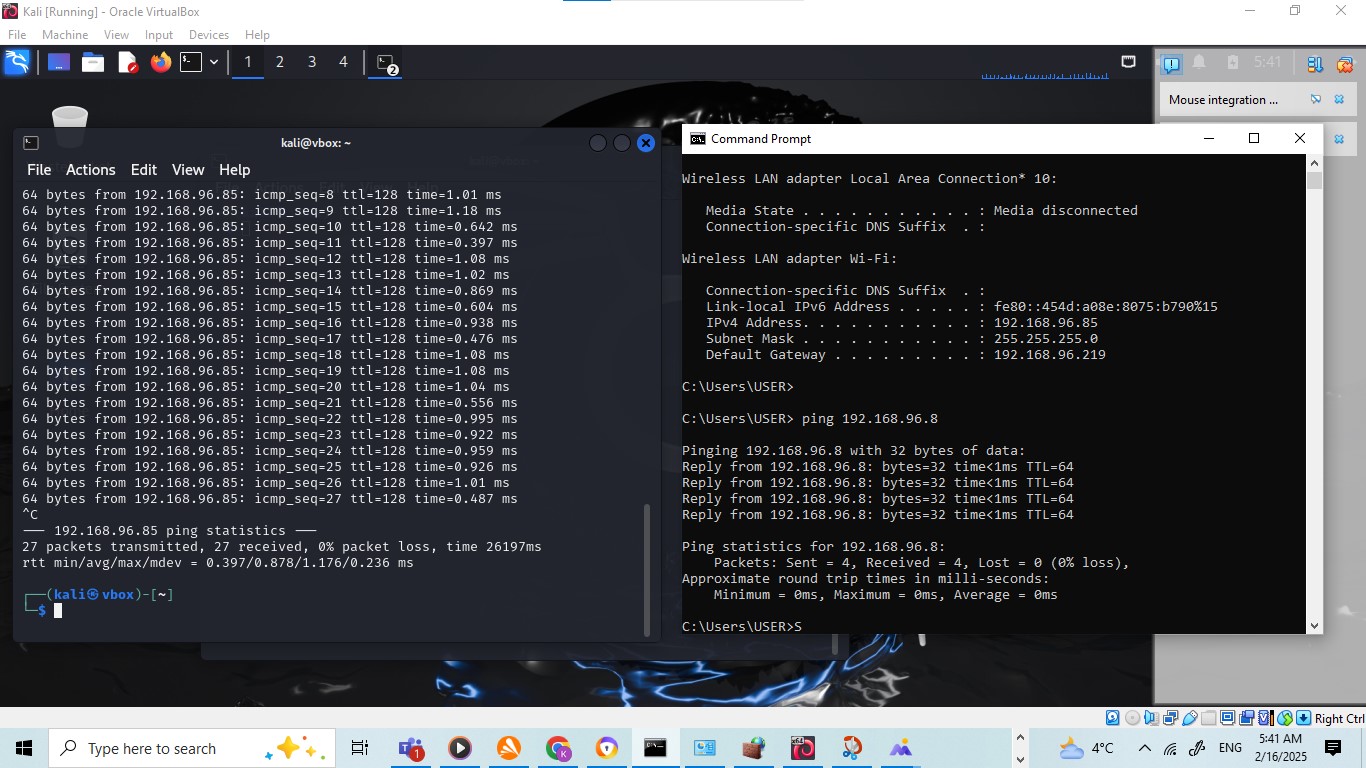 Kali [Running] - Oracle VirtualBox
File Machine View Input Devices Help
1 2 3 4
2
5:41
Mouse integration ...
kali@vbox: ~
File Actions Edit View Help
64 bytes from 192.168.96.85: icmp_seq=8 ttl=128 time=1.01 ms
64 bytes from 192.168.96.85: icmp_seq=9 ttl=128 time=1.18 ms
64 bytes from 192.168.96.85: icmp_seq=10 ttl=128 time=0.642 ms
64 bytes from 192.168.96.85: icmp_seq=11 ttl=128 time=0.397 ms
64 bytes from 192.168.96.85: icmp_seq=12 ttl=128 time=1.08 ms
64 bytes from 192.168.96.85: icmp_seq=13 ttl=128 time=1.02 ms
64 bytes from 192.168.96.85: icmp_seq=14 ttl=128 time=0.869 ms
64 bytes from 192.168.96.85: icmp_seq=15 ttl=128 time=0.604 ms
64 bytes from 192.168.96.85: icmp_seq=16 ttl=128 time=0.938 ms
64 bytes from 192.168.96.85: icmp_seq=17 ttl=128 time=0.476 ms
64 bytes from 192.168.96.85: icmp_seq=18 ttl=128 time=1.08 ms
64 bytes from 192.168.96.85: icmp_seq=19 ttl=128 time=1.08 ms
64 bytes from 192.168.96.85: icmp_seq=20 ttl=128 time=1.04 ms
64 bytes from 192.168.96.85: icmp_seq=21 ttl=128 time=0.556 ms
64 bytes from 192.168.96.85: icmp_seq=22 ttl=128 time=0.995 ms
64 bytes from 192.168.96.85: icmp_seq=23 ttl=128 time=0.922 ms
64 bytes from 192.168.96.85: icmp_seq=24 ttl=128 time=0.959 ms
64 bytes from 192.168.96.85: icmp_seq=25 ttl=128 time=0.926 ms
64 bytes from 192.168.96.85: icmp_seq=26 ttl=128 time=1.01 ms
64 bytes from 192.168.96.85: icmp_seq=27 ttl=128 time=0.487 ms
^C
--- 192.168.96.85 ping statistics ---
27 packets transmitted, 27 received, 0% packet loss, time 26197ms
rtt min/avg/max/mdev = 0.397/0.878/1.176/0.236 ms
┌──(kali㉿vbox)-[~]
└─$
Command Prompt
Wireless LAN adapter Local Area Connection* 10:
Media State . . . . . . . . . . . : Media disconnected
Connection-specific DNS Suffix  . :
Wireless LAN adapter Wi-Fi:
Connection-specific DNS Suffix  . :
Link-local IPv6 Address . . . . . : fe80::454d:a08e:8075:b790%15
IPv4 Address. . . . . . . . . . . : 192.168.96.85
Subnet Mask . . . . . . . . . . . : 255.255.255.0
Default Gateway . . . . . . . . . : 192.168.96.219
C:\Users\USER>
C:\Users\USER> ping 192.168.96.8
Pinging 192.168.96.8 with 32 bytes of data:
Reply from 192.168.96.8: bytes=32 time<1ms TTL=64
Reply from 192.168.96.8: bytes=32 time<1ms TTL=64
Reply from 192.168.96.8: bytes=32 time<1ms TTL=64
Reply from 192.168.96.8: bytes=32 time<1ms TTL=64
Ping statistics for 192.168.96.8:
Packets: Sent = 4, Received = 4, Lost = 0 (0% loss),
Approximate round trip times in milli-seconds:
Minimum = 0ms, Maximum = 0ms, Average = 0ms
C:\Users\USER>S
Right Ctrl
Type here to search
1
4°C
ENG
5:41 AM
2/16/2025